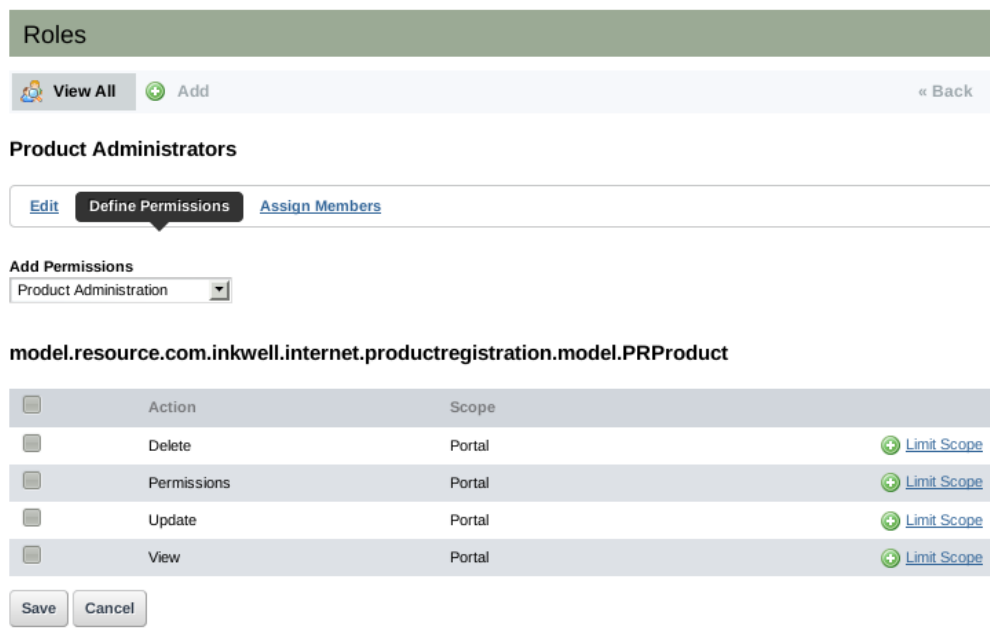 Roles
View All Add « Back
Product Administrators
Edit Define Permissions Assign Members
Add Permissions
Product Administration
model.resource.com.inkwell.internet.productregistration.model.PRProduct
Action Scope
Delete Portal Limit Scope
Permissions Portal Limit Scope
Update Portal Limit Scope
View Portal Limit Scope
Save Cancel